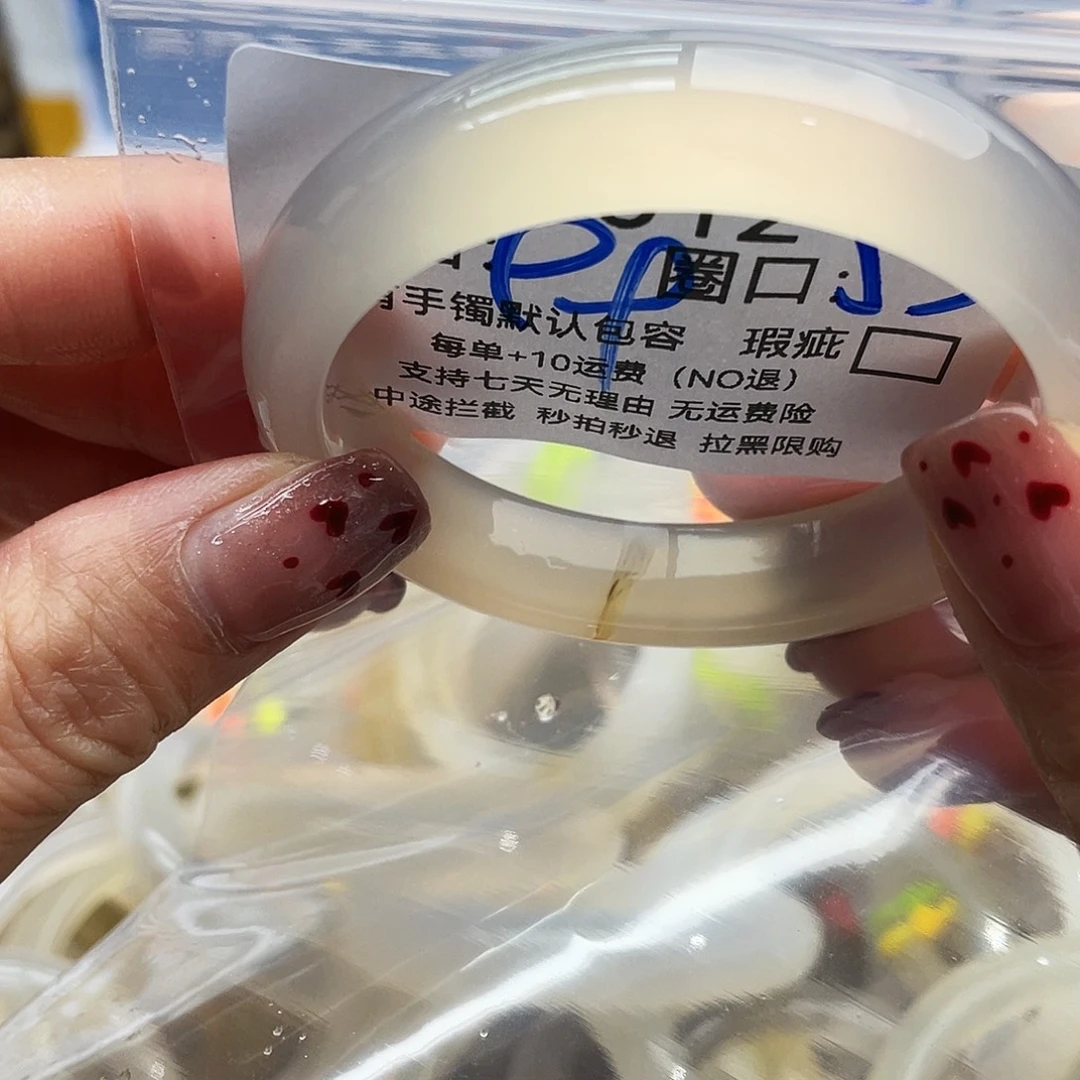 圈口:
手镯默认包容 瑕疵
每单+10运费 (NO退)
支持七天无理由 无运费险
中途拦截 秒拍秒退 拉黑限购